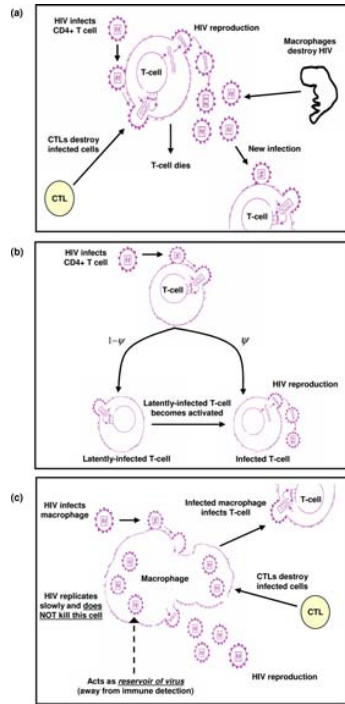 (a)
HIV infects
CD4+ T cell
HIV reproduction
T-cell
Macrophages
destroy HIV
CTLs destroy
infected cells
T-cell dies
New infection
CTL
T-cell
(b)
HIV infects
CD4+ T cell
T-cell
1−ψ
ψ
HIV reproduction
Latently-infected T-cell
becomes activated
Latently-infected T-cell
Infected T-cell
(c)
HIV infects
macrophage
Infected macrophage
infects T-cell
T-cell
Macrophage
CTLs destroy
infected cells
HIV replicates
slowly and does
NOT kill this cell
CTL
HIV reproduction
Acts as reservoir of virus
(away from immune detection)